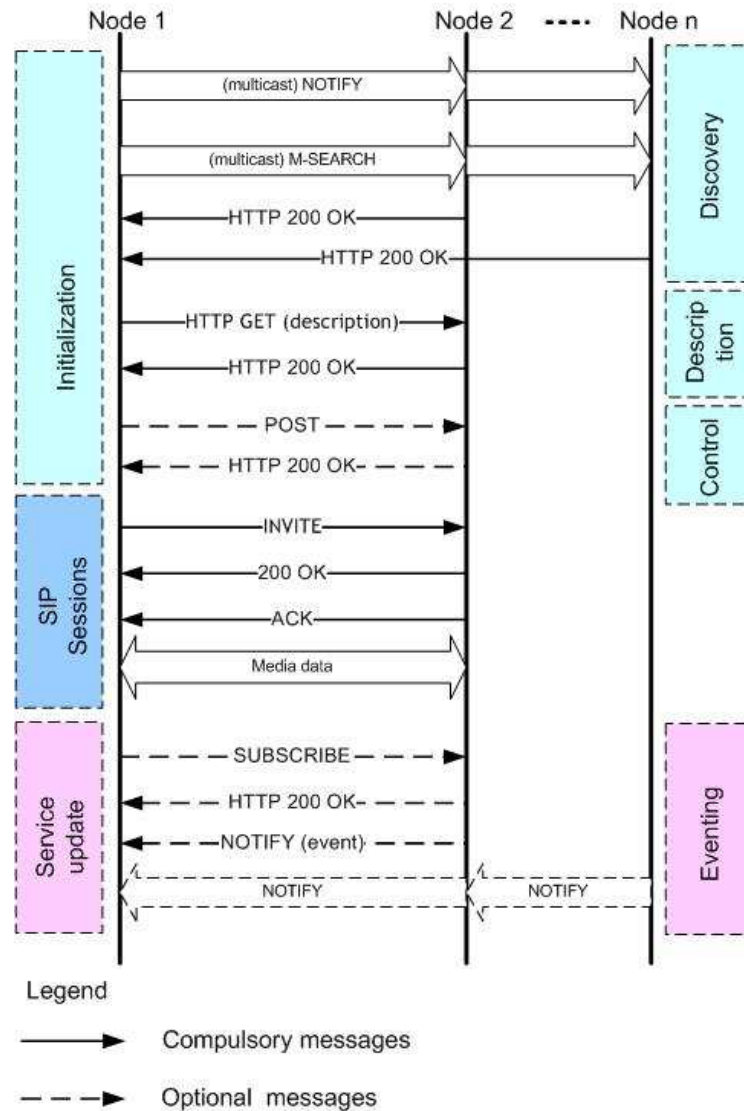 Node 1
Node 2
Node n
(multicast) NOTIFY
(multicast) M-SEARCH
HTTP 200 OK
HTTP 200 OK
HTTP GET (description)
HTTP 200 OK
POST
HTTP 200 OK
INVITE
200 OK
ACK
Media data
SUBSCRIBE
HTTP 200 OK
NOTIFY (event)
NOTIFY
NOTIFY
Initialization
SIP
Sessions
Service
update
Discovery
Descrip
tion
Control
Eventing
Legend
Compulsory messages
Optional messages